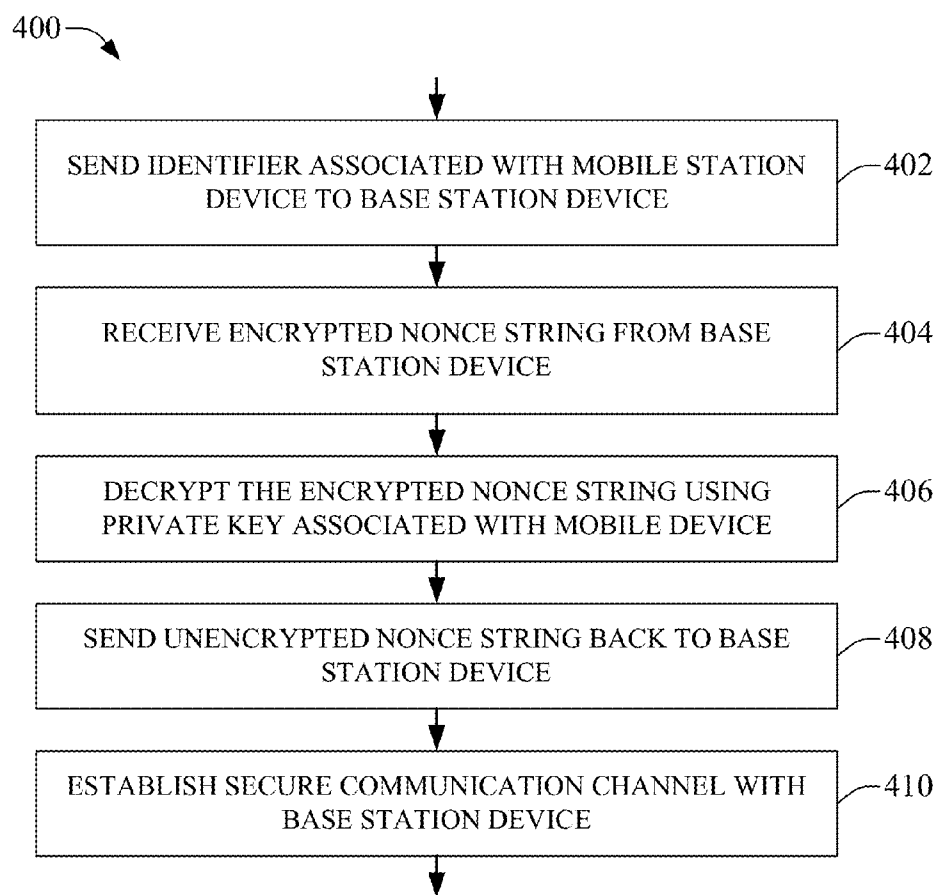 400
SEND IDENTIFIER ASSOCIATED WITH MOBILE STATION
DEVICE TO BASE STATION DEVICE
402
RECEIVE ENCRYPTED NONCE STRING FROM BASE
STATION DEVICE
404
DECRYPT THE ENCRYPTED NONCE STRING USING
PRIVATE KEY ASSOCIATED WITH MOBILE DEVICE
406
SEND UNENCRYPTED NONCE STRING BACK TO BASE
STATION DEVICE
408
ESTABLISH SECURE COMMUNICATION CHANNEL WITH
BASE STATION DEVICE
410